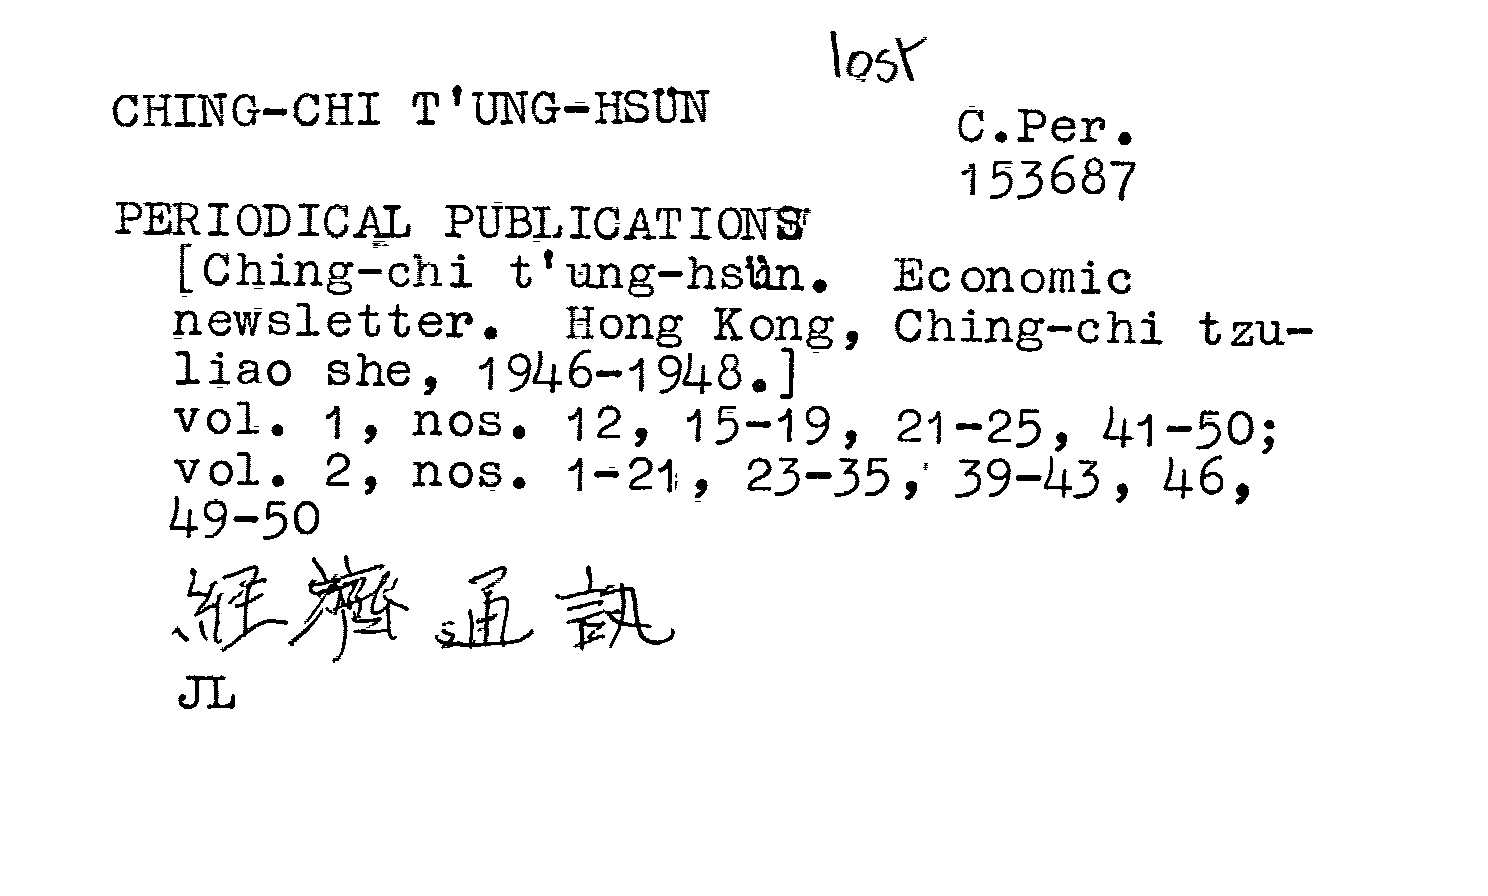 lost
CHING-CHI T'UNG-HSÜN
C.Per.
153687
PERIODICAL PUBLICATIONS
[Ching-chi t'ung-hsün. Economic
newsletter. Hong Kong, Ching-chi tzu-
liao she, 1946-1948.]
vol. 1, nos. 12, 15-19, 21-25, 41-50;
vol. 2, nos. 1-21, 23-35, 39-43, 46,
49-50
經濟通訊
JL